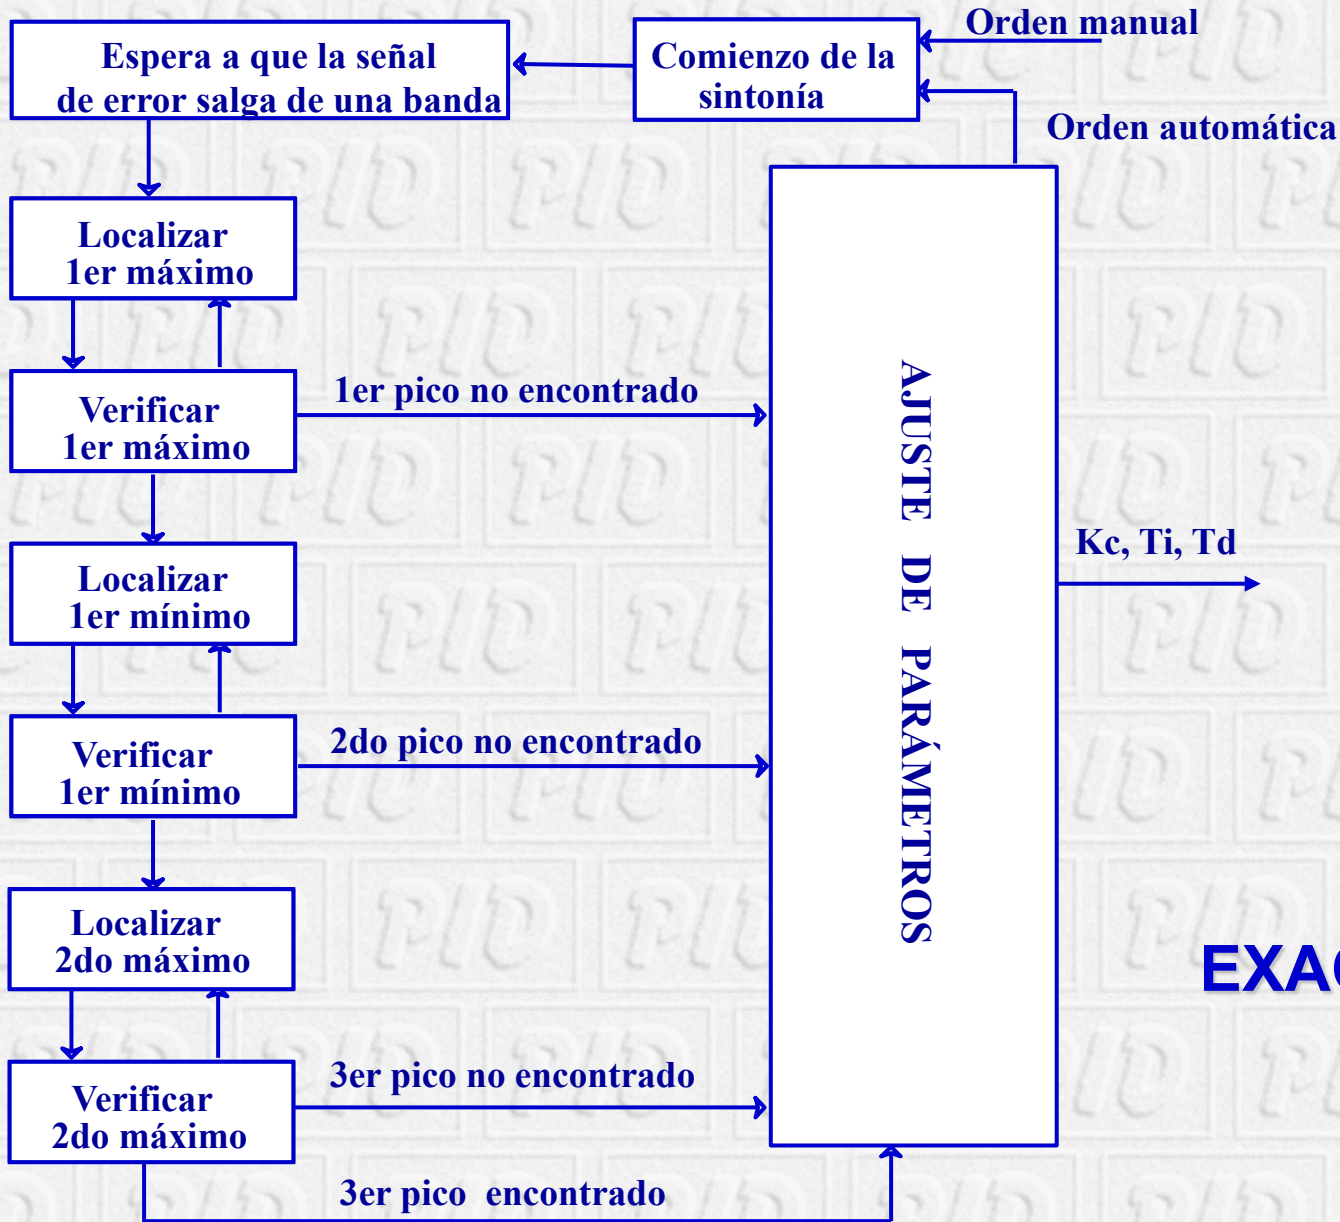 Orden manual
Espera a que la señal
de error salga de una banda
Comienzo de la
sintonía
Orden automática
Localizar
1er máximo
Verificar
1er máximo
1er pico no encontrado
Localizar
1er mínimo
Verificar
1er mínimo
2do pico no encontrado
Localizar
2do máximo
Verificar
2do máximo
3er pico no encontrado
3er pico encontrado
AJUSTE DE PARÁMETROS
Kc, Ti, Td